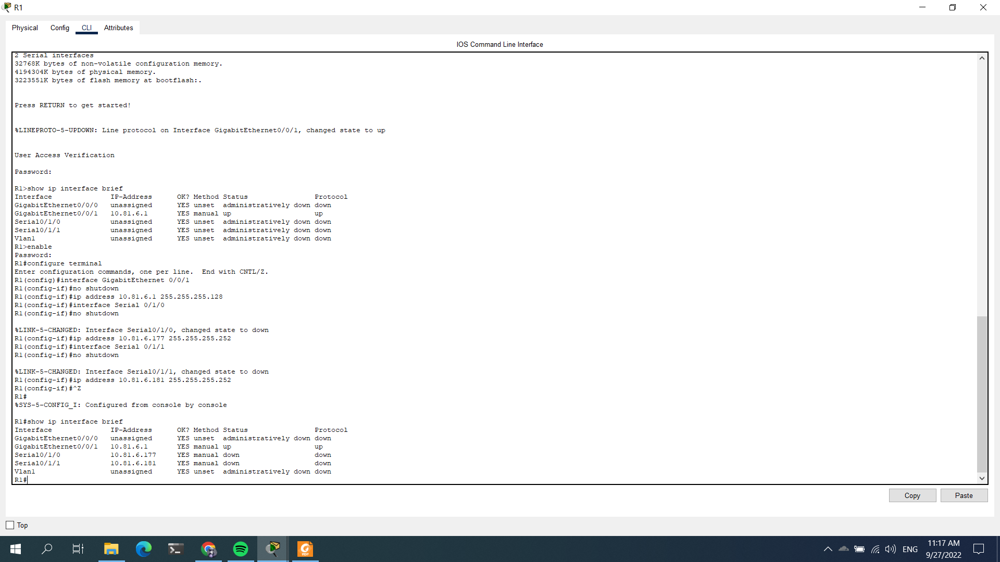 R1
Physical Config CLI Attributes
IOS Command Line Interface
2 Serial interfaces
32768K bytes of non-volatile configuration memory.
4194304K bytes of physical memory.
3223551K bytes of flash memory at bootflash:.
Press RETURN to get started!
%LINEPROTO-5-UPDOWN: Line protocol on Interface GigabitEthernet0/0/1, changed state to up
User Access Verification
Password:
R1>show ip interface brief
Interface IP-Address OK? Method Status Protocol
GigabitEthernet0/0/0 unassigned YES unset administratively down down
GigabitEthernet0/0/1 10.81.6.1 YES manual up up
Serial0/1/0 unassigned YES unset administratively down down
Serial0/1/1 unassigned YES unset administratively down down
Vlan1 unassigned YES unset administratively down down
R1>enable
Password:
R1#configure terminal
Enter configuration commands, one per line. End with CNTL/Z.
R1(config)#interface GigabitEthernet 0/0/1
R1(config-if)#no shutdown
R1(config-if)#ip address 10.81.6.1 255.255.255.128
R1(config-if)#interface Serial 0/1/0
R1(config-if)#no shutdown
%LINK-5-CHANGED: Interface Serial0/1/0, changed state to down
R1(config-if)#ip address 10.81.6.177 255.255.255.252
R1(config-if)#interface Serial 0/1/1
R1(config-if)#no shutdown
%LINK-5-CHANGED: Interface Serial0/1/1, changed state to down
R1(config-if)#ip address 10.81.6.181 255.255.255.252
R1(config-if)#^Z
R1#
%SYS-5-CONFIG_I: Configured from console by console
R1#show ip interface brief
Interface IP-Address OK? Method Status Protocol
GigabitEthernet0/0/0 unassigned YES unset administratively down down
GigabitEthernet0/0/1 10.81.6.1 YES manual up up
Serial0/1/0 10.81.6.177 YES manual down down
Serial0/1/1 10.81.6.181 YES manual down down
Vlan1 unassigned YES unset administratively down down
R1#
Copy Paste
Top
PDF
ENG
11:17 AM
9/27/2022